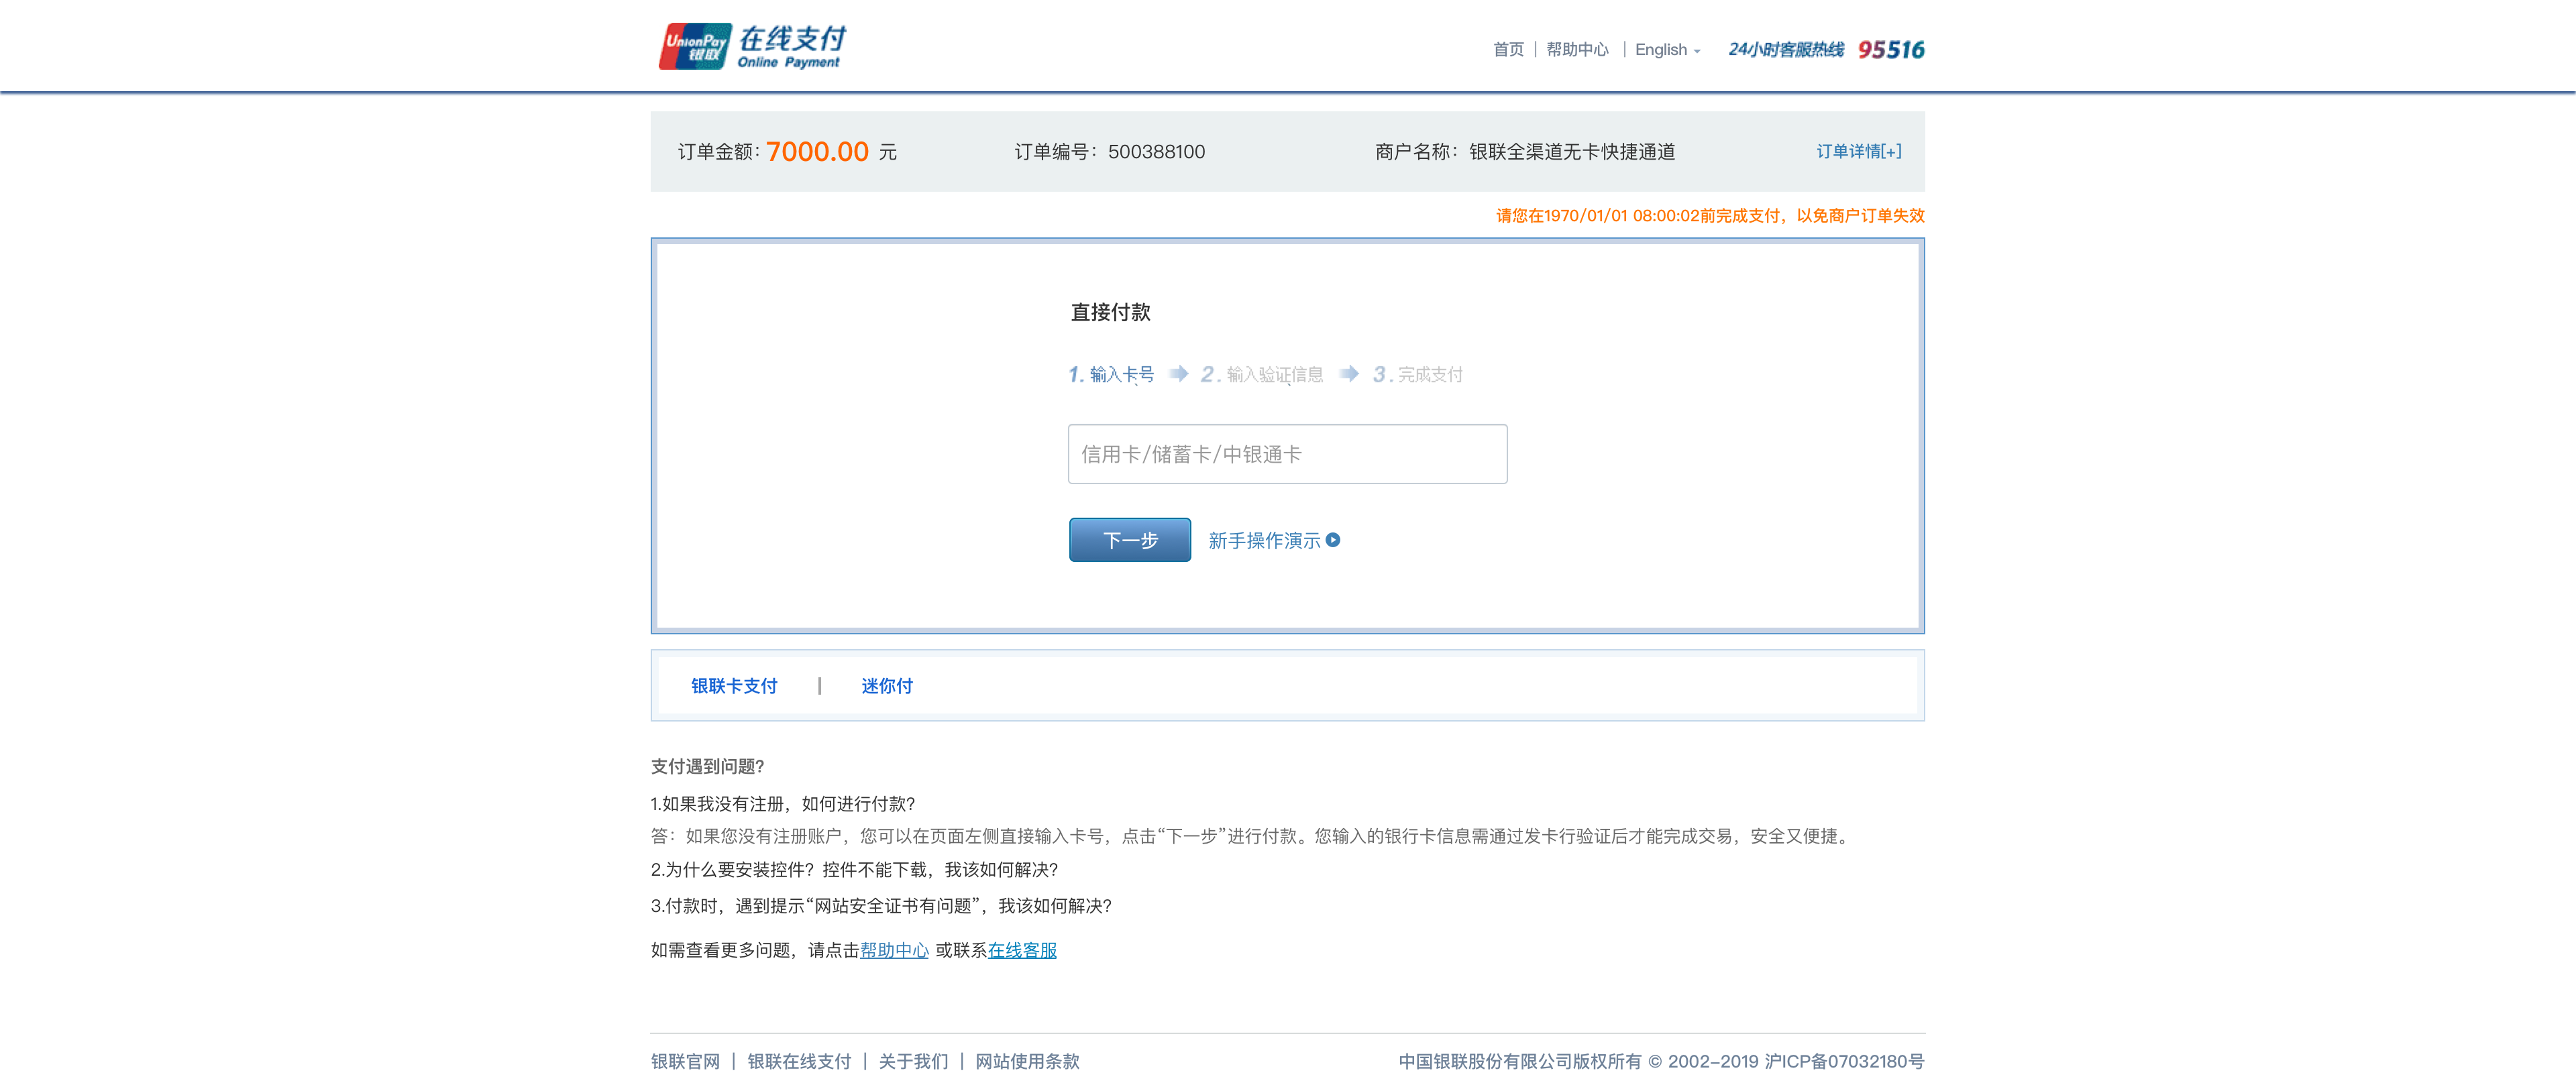 UnionPay 银联 在线支付 Online Payment
首页 | 帮助中心 | English 24小时客服热线 95516
订单金额：7000.00 元 订单编号：500388100 商户名称：银联全渠道无卡快捷通道 订单详情[+]
请您在1970/01/01 08:00:02前完成支付，以免商户订单失效
直接付款
1. 输入卡号 2. 输入验证信息 3. 完成支付
信用卡/储蓄卡/中银通卡
下一步 新手操作演示
银联卡支付 | 迷你付
支付遇到问题？
1.如果我没有注册，如何进行付款？
答：如果您没有注册账户，您可以在页面左侧直接输入卡号，点击“下一步”进行付款。您输入的银行卡信息需通过发卡行验证后才能完成交易，安全又便捷。
2.为什么要安装控件？控件不能下载，我该如何解决？
3.付款时，遇到提示“网站安全证书有问题”，我该如何解决？
如需查看更多问题，请点击帮助中心 或联系在线客服
银联官网 | 银联在线支付 | 关于我们 | 网站使用条款 中国银联股份有限公司版权所有 © 2002-2019 沪ICP备07032180号